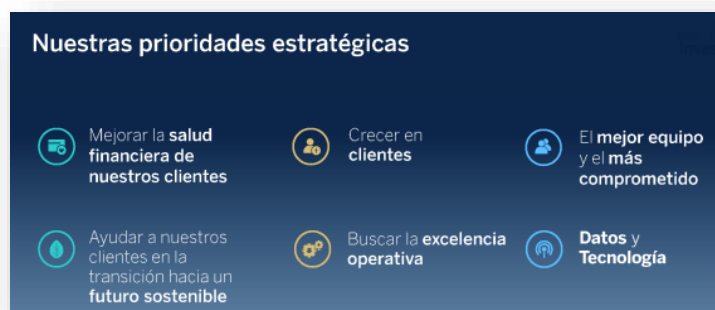 Nuestras prioridades estratégicas
Mejorar la salud
financiera de
nuestros clientes
Crecer en
clientes
El mejor equipo
y el más
comprometido
Ayudar a nuestros
clientes en la
transición hacia un
futuro sostenible
Buscar la excelencia
operativa
Datos y
Tecnología